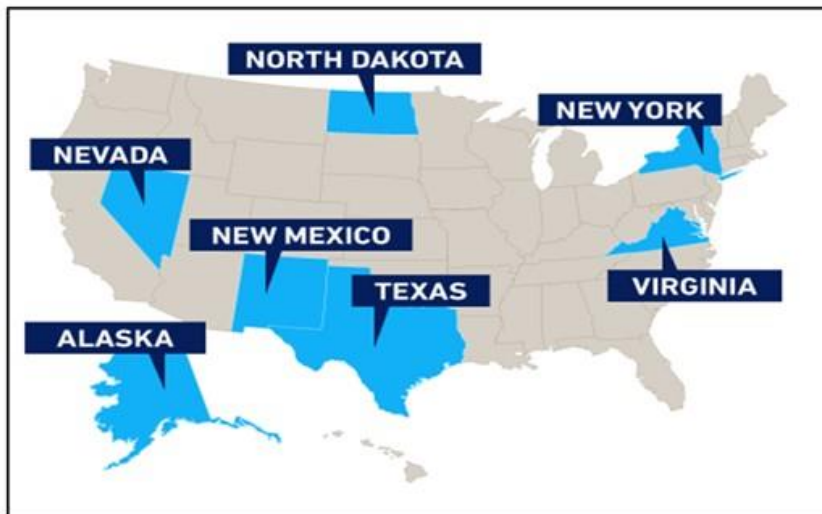 NORTH DAKOTA
NEW YORK
NEVADA
NEW MEXICO
TEXAS
VIRGINIA
ALASKA